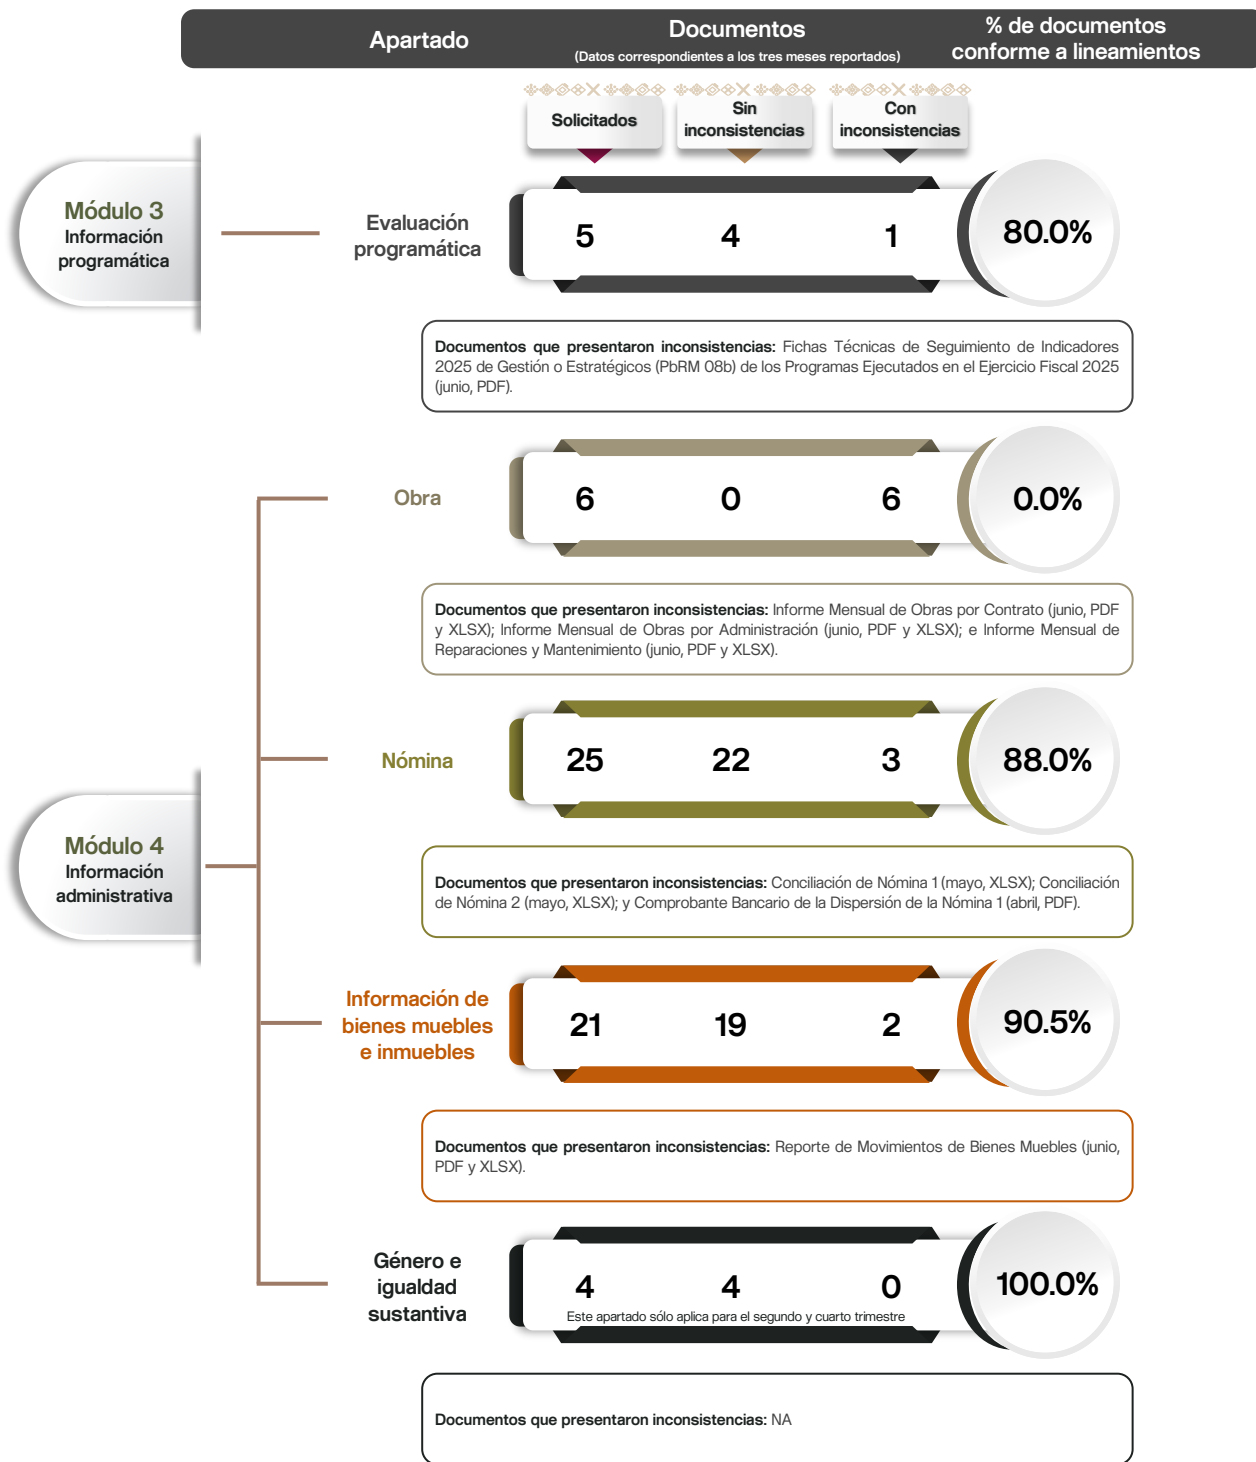 Apartado
Documentos
(Datos correspondientes a los tres meses reportados)
% de documentos
conforme a lineamientos
Solicitados
Sin
inconsistencias
Con
inconsistencias
Módulo 3
Información
programática
Evaluación
programática
5 4 1 80.0%
Documentos que presentaron inconsistencias: Fichas Técnicas de Seguimiento de Indicadores
2025 de Gestión o Estratégicos (PbRM 08b) de los Programas Ejecutados en el Ejercicio Fiscal 2025
(junio, PDF).
Obra
6 0 6 0.0%
Documentos que presentaron inconsistencias: Informe Mensual de Obras por Contrato (junio, PDF
y XLSX); Informe Mensual de Obras por Administración (junio, PDF y XLSX); e Informe Mensual de
Reparaciones y Mantenimiento (junio, PDF y XLSX).
Nómina
25 22 3 88.0%
Módulo 4
Información
administrativa
Documentos que presentaron inconsistencias: Conciliación de Nómina 1 (mayo, XLSX); Conciliación
de Nómina 2 (mayo, XLSX); y Comprobante Bancario de la Dispersión de la Nómina 1 (abril, PDF).
Información de
bienes muebles
e inmuebles
21 19 2 90.5%
Documentos que presentaron inconsistencias: Reporte de Movimientos de Bienes Muebles (junio,
PDF y XLSX).
Género e
igualdad
sustantiva
4 4 0 100.0%
Este apartado sólo aplica para el segundo y cuarto trimestre
Documentos que presentaron inconsistencias: NA